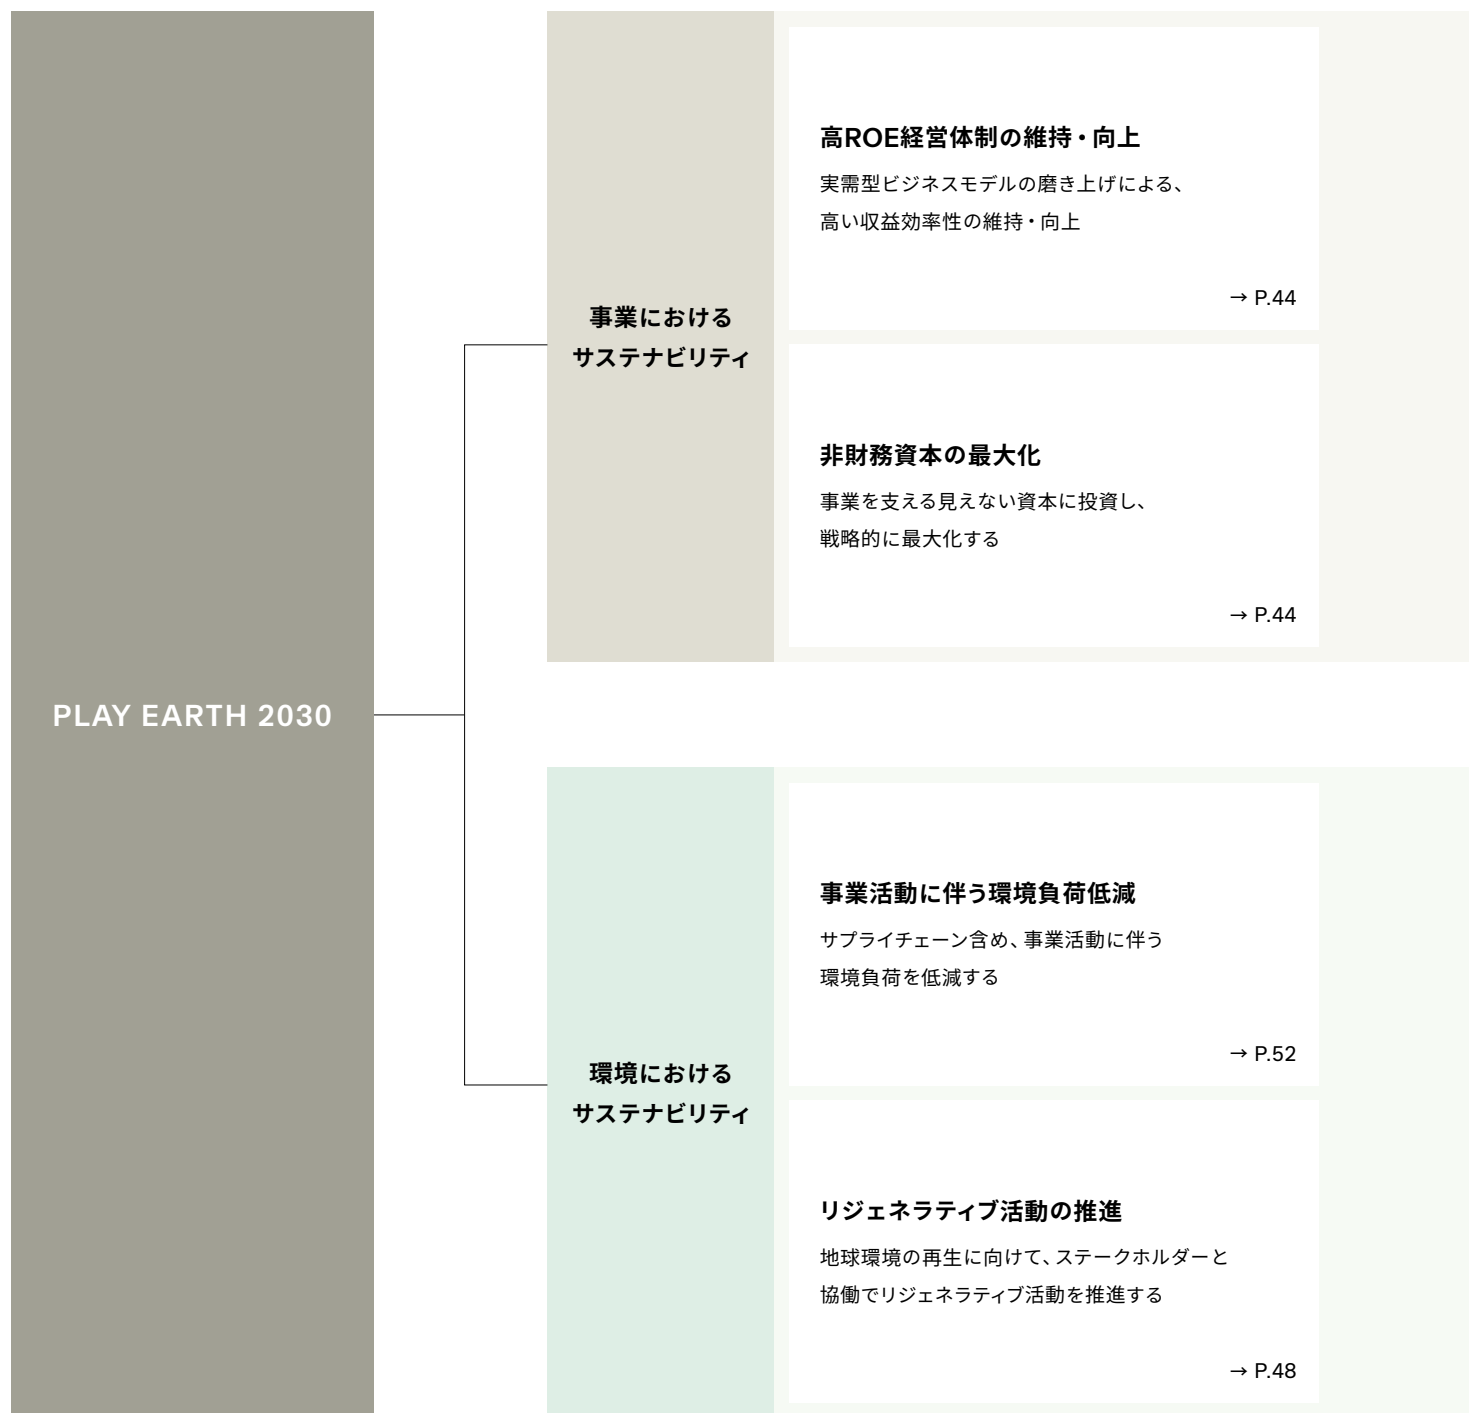 PLAY EARTH 2030
事業における
サステナビリティ
高ROE経営体制の維持・向上
実需型ビジネスモデルの磨き上げによる、
高い収益効率性の維持・向上
→ P.44
非財務資本の最大化
事業を支える見えない資本に投資し、
戦略的に最大化する
→ P.44
環境における
サステナビリティ
事業活動に伴う環境負荷低減
サプライチェーン含め、事業活動に伴う
環境負荷を低減する
→ P.52
リジェネラティブ活動の推進
地球環境の再生に向けて、ステークホルダーと
協働でリジェネラティブ活動を推進する
→ P.48